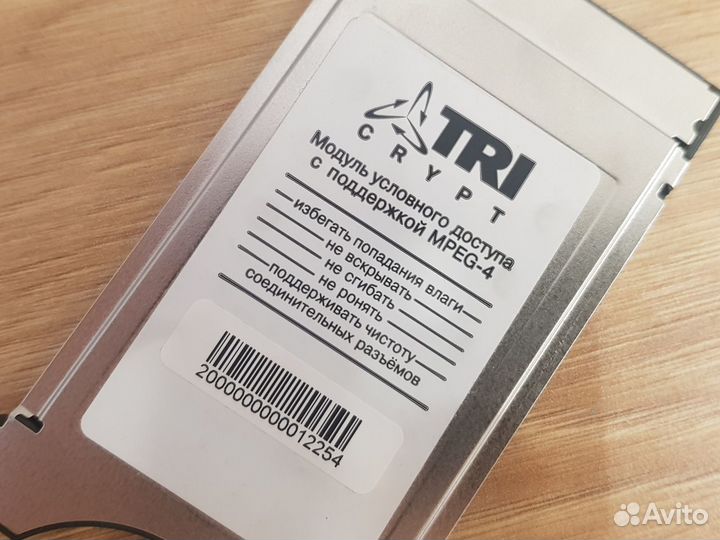 TRI
CRYPT
Модуль условного доступа
с поддержкой MPEG-4
избегать попадания влаги
не вскрывать
не сгибать
не ронять
поддерживать чистоту
соединительных разъёмов
2000000000012254
Avito